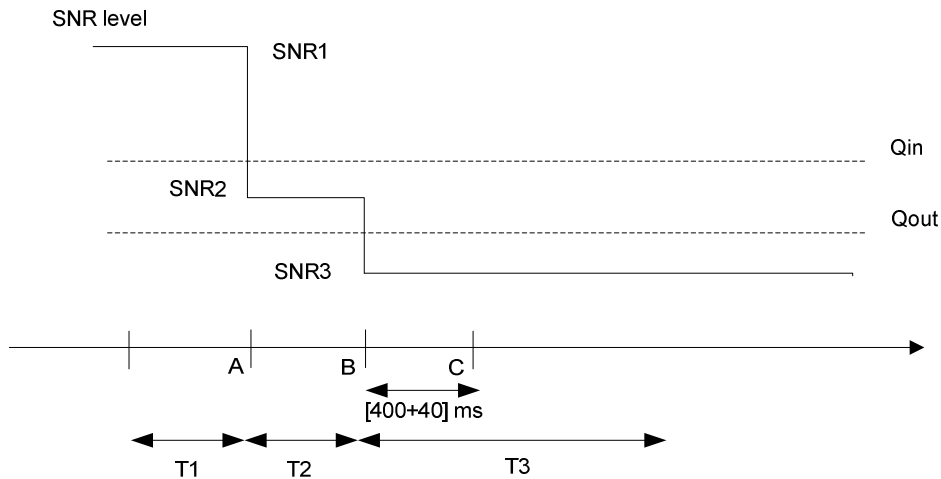 SNR level
SNR1
Qin
SNR2
Qout
SNR3
A
B
C
[400+40] ms
T1
T2
T3